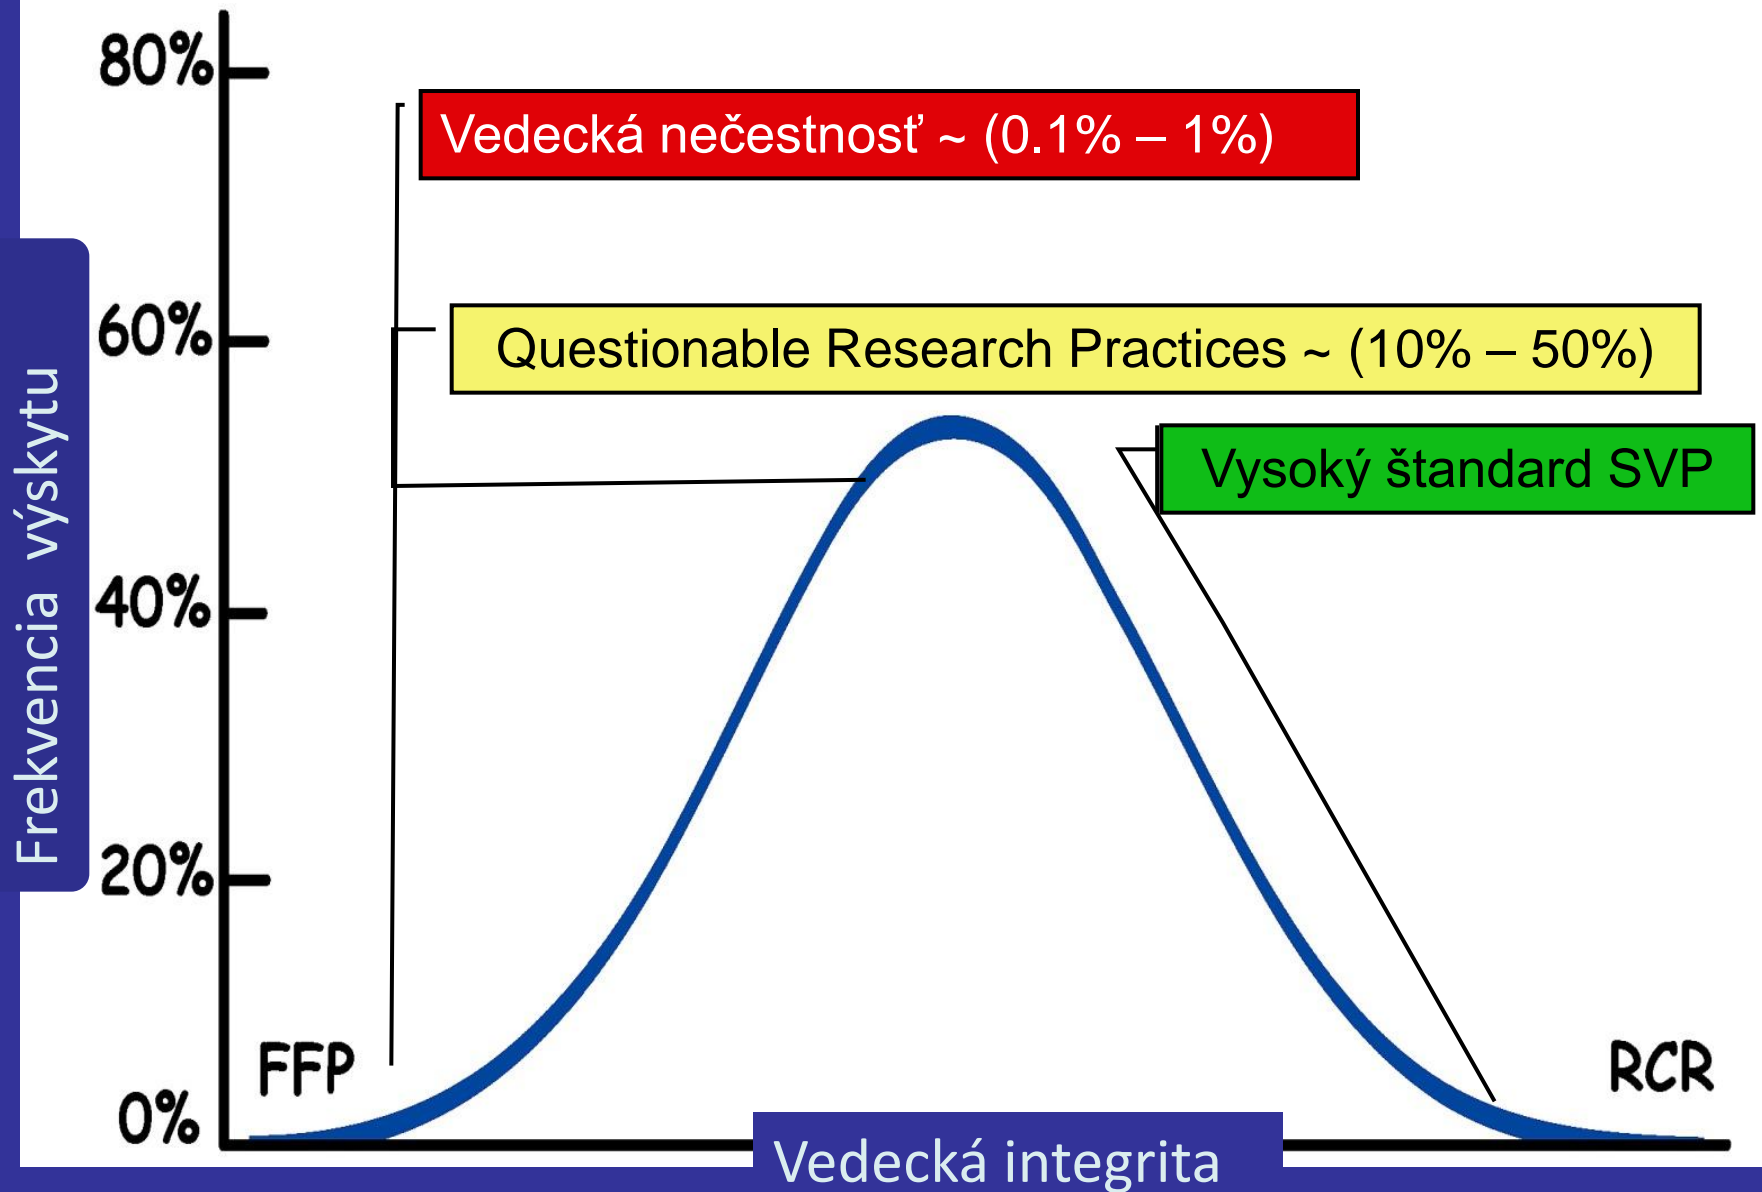 80%
Vedecká nečestnosť ~ (0.1% – 1%)
60%
Questionable Research Practices ~ (10% – 50%)
Vysoký štandard SVP
Frekvencia výskytu
40%
20%
FFP
RCR
0%
Vedecká integrita